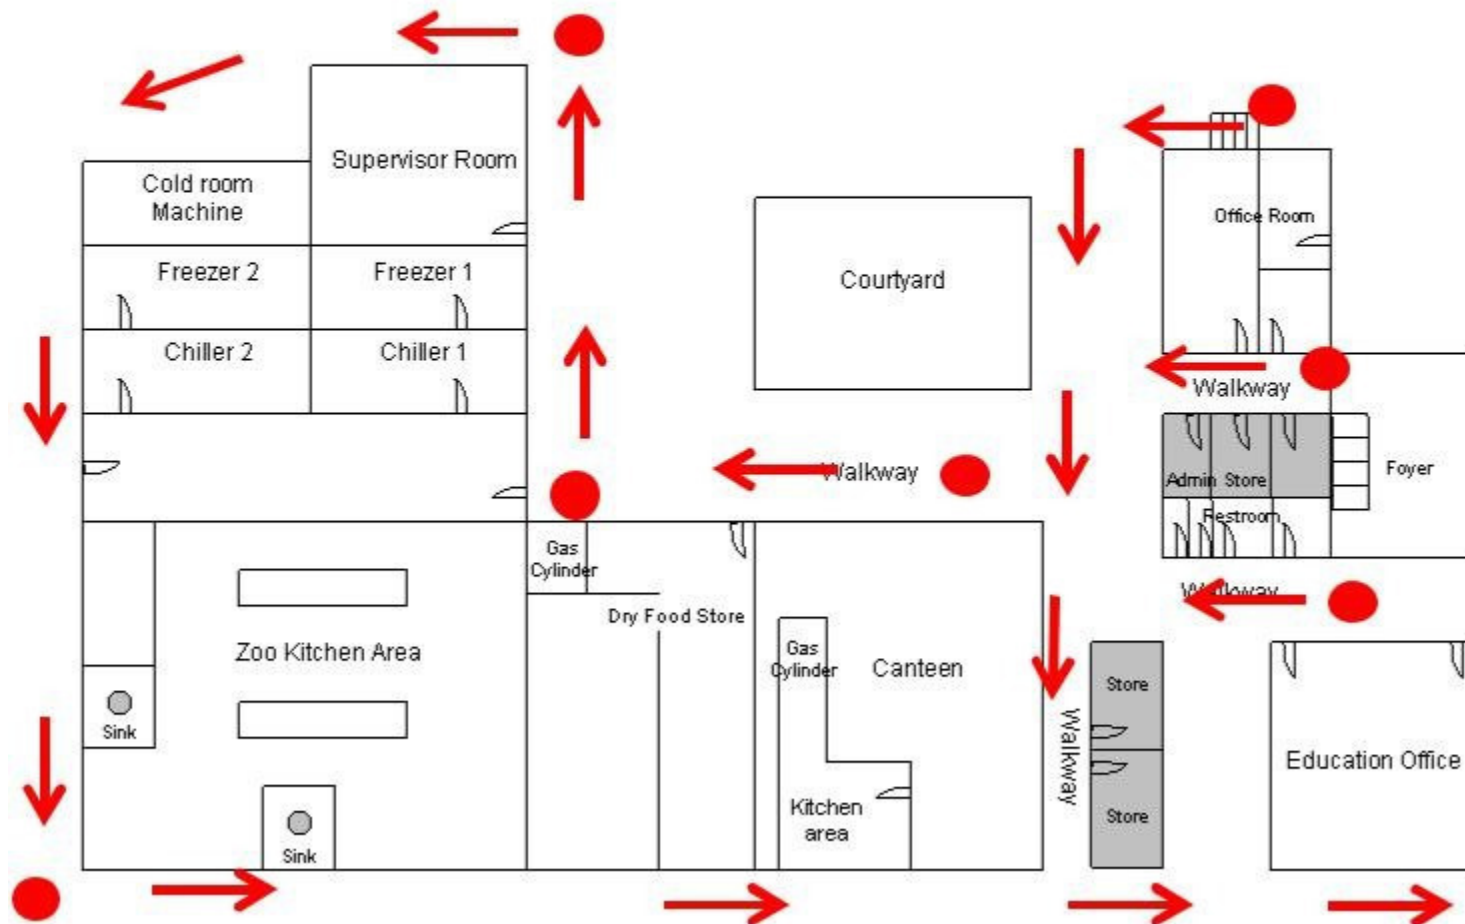 Supervisor Room
Cold room
Machine
Office Room
Freezer 2
Freezer 1
Courtyard
Chiller 2
Chiller 1
Walkway
Walkway
Foyer
Admin Store
Restroom
Gas
Cylinder
Walkway
Dry Food Store
Zoo Kitchen Area
Gas
Cylinder
Canteen
Store
Sink
Walkway
Education Office
Kitchen
area
Store
Sink